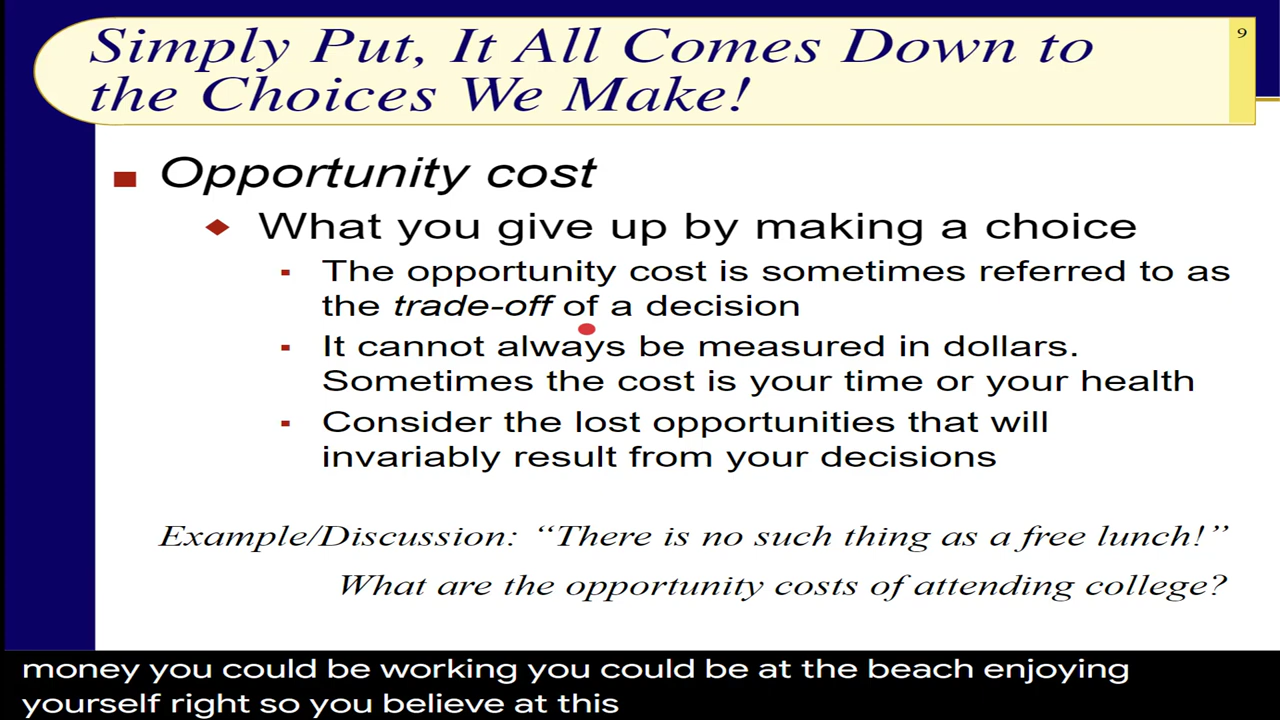 Simply Put, It All Comes Down to
the Choices We Make!
9
Opportunity cost
What you give up by making a choice
The opportunity cost is sometimes referred to as
the trade-off of a decision
It cannot always be measured in dollars.
Sometimes the cost is your time or your health
Consider the lost opportunities that will
invariably result from your decisions
Example/Discussion: “There is no such thing as a free lunch!”
What are the opportunity costs of attending college?
money you could be working you could be at the beach enjoying
yourself right so you believe at this